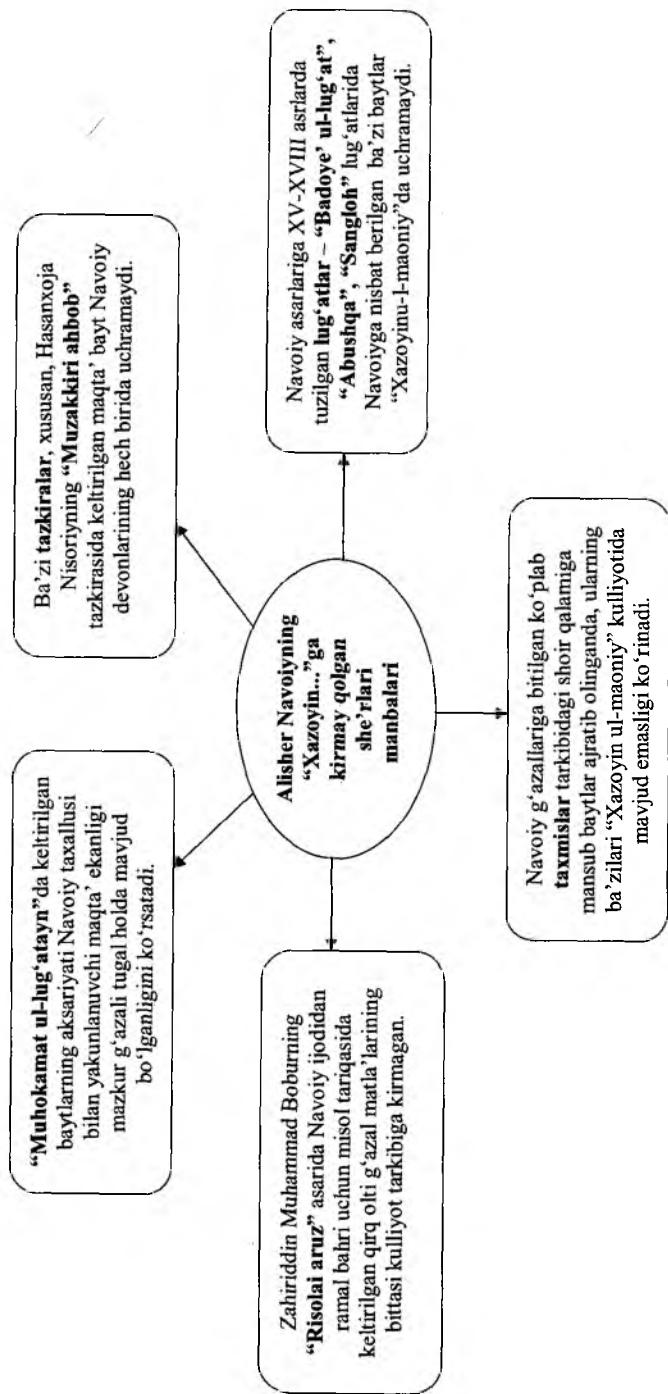 “Muhokamat ul-lug‘atayn”da keltirilgan
baytlarning aksariyati Navoiy taxallusi
bilan yakunlanuvchi maqta’ ekanligi
mazkur g‘azali tugal holda mavjud
bo‘lganligini ko‘rsatadi.
Ba’zi tazkiralar, xususan, Hasanxoja
Nisoriyning “Muzakkiri ahbob”
tazkirasida keltirilgan maqta’ bayt Navoiy
devonlarining hech birida uchramaydi.
Alisher Navoiyning
“Xazoyin...”ga
kirmay qolgan
she’rlari
manbalari
Zahiriddin Muhammad Boburning
“Risolai aruz” asarida Navoiy ijodidan
ramal bahri uchun misol tariqasida
keltirilgan qirq olti g‘azal matla’larining
bittasi kulliyot tarkibiga kirmagan.
Navoiy asarlariga XV-XVIII asrlarda
tuzilgan lug‘atlar – “Badoye’ ul-lug‘at”,
“Abushqa”, “Sangloh” lug‘atlarida
Navoiyga nisbat berilgan ba’zi baytlar
“Xazoyinu-l-maoniy”da uchramaydi.
Navoiy g‘azallariga bitilgan ko‘plab
taxmislar tarkibidagi shoir qalamiga
mansub baytlar ajratib olinganda, ularning
ba’zilari “Xazoyin ul-maoniy” kulliyotida
mavjud emasligi ko‘rinadi.